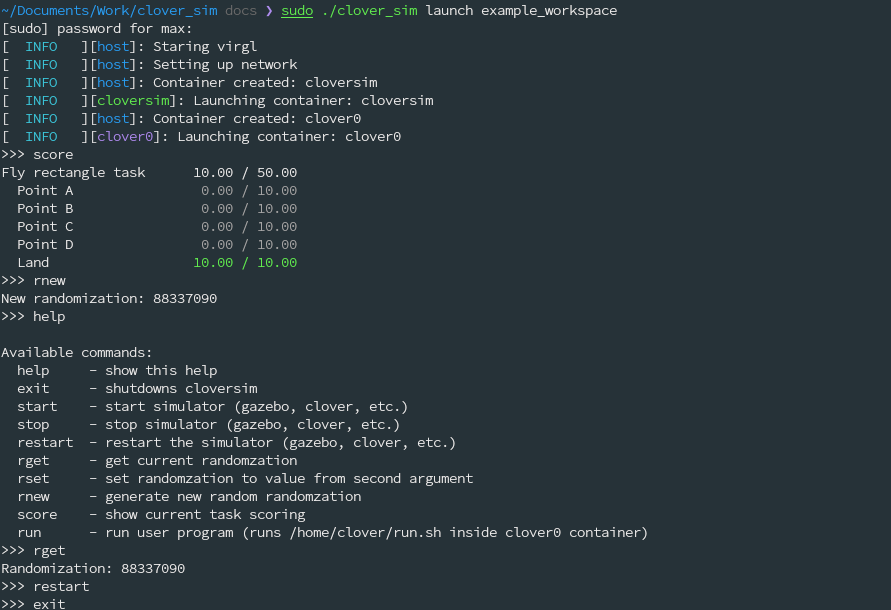 ~/Documents/Work/clover_sim docs ❯ sudo ./clover_sim launch example_workspace
[sudo] password for max:
[  INFO   ][host]: Staring virgl
[  INFO   ][host]: Setting up network
[  INFO   ][host]: Container created: cloversim
[  INFO   ][cloversim]: Launching container: cloversim
[  INFO   ][host]: Container created: clover0
[  INFO   ][clover0]: Launching container: clover0
>>> score
Fly rectangle task      10.00 / 50.00
  Point A                0.00 / 10.00
  Point B                0.00 / 10.00
  Point C                0.00 / 10.00
  Point D                0.00 / 10.00
  Land                  10.00 / 10.00
>>> rnew
New randomization: 88337090
>>> help

Available commands:
  help     - show this help
  exit     - shutdowns cloversim
  start    - start simulator (gazebo, clover, etc.)
  stop     - stop simulator (gazebo, clover, etc.)
  restart  - restart the simulator (gazebo, clover, etc.)
  rget     - get current randomzation
  rset     - set randomzation to value from second argument
  rnew     - generate new random randomzation
  score    - show current task scoring
  run      - run user program (runs /home/clover/run.sh inside clover0 container)
>>> rget
Randomization: 88337090
>>> restart
>>> exit